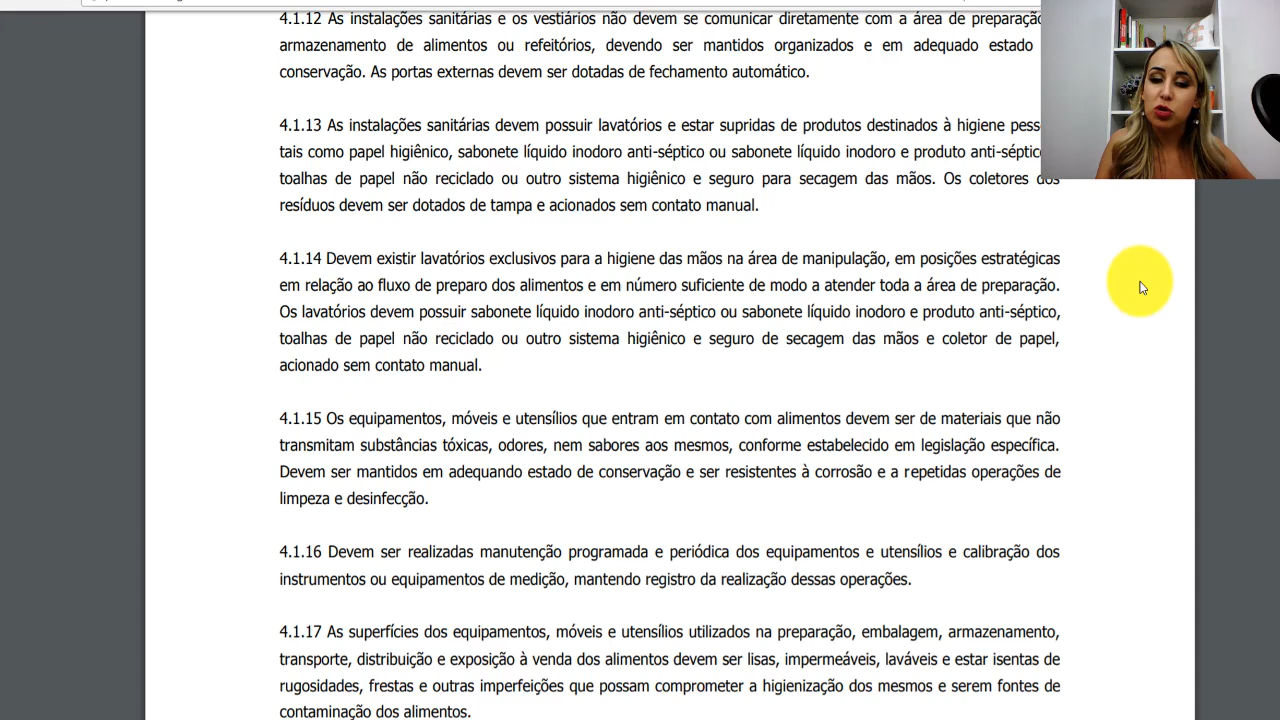 4.1.12 As instalações sanitárias e os vestiários não devem se comunicar diretamente com a área de preparação
armazenamento de alimentos ou refeitórios, devendo ser mantidos organizados e em adequado estado
conservação. As portas externas devem ser dotadas de fechamento automático.
4.1.13 As instalações sanitárias devem possuir lavatórios e estar supridas de produtos destinados à higiene
tais como papel higiênico, sabonete líquido inodoro anti-séptico ou sabonete líquido inodoro e produto anti-séptico
toalhas de papel não reciclado ou outro sistema higiênico e seguro para secagem das mãos. Os coletores dos
resíduos devem ser dotados de tampa e acionados sem contato manual.
4.1.14 Devem existir lavatórios exclusivos para a higiene das mãos na área de manipulação, em posições estratégicas
em relação ao fluxo de preparo dos alimentos e em número suficiente de modo a atender toda a área de preparação.
Os lavatórios devem possuir sabonete líquido inodoro anti-séptico ou sabonete líquido inodoro e produto anti-séptico,
toalhas de papel não reciclado ou outro sistema higiênico e seguro de secagem das mãos e coletor de papel,
acionado sem contato manual.
4.1.15 Os equipamentos, móveis e utensílios que entram em contato com alimentos devem ser de materiais que não
transmitam substâncias tóxicas, odores, nem sabores aos mesmos, conforme estabelecido em legislação específica.
Devem ser mantidos em adequando estado de conservação e ser resistentes à corrosão e a repetidas operações de
limpeza e desinfecção.
4.1.16 Devem ser realizadas manutenção programada e periódica dos equipamentos e utensílios e calibração dos
instrumentos ou equipamentos de medição, mantendo registro da realização dessas operações.
4.1.17 As superfícies dos equipamentos, móveis e utensílios utilizados na preparação, embalagem, armazenamento,
transporte, distribuição e exposição à venda dos alimentos devem ser lisas, impermeáveis, laváveis e estar isentas de
rugosidades, frestas e outras imperfeições que possam comprometer a higienização dos mesmos e serem fontes de
contaminação dos alimentos.